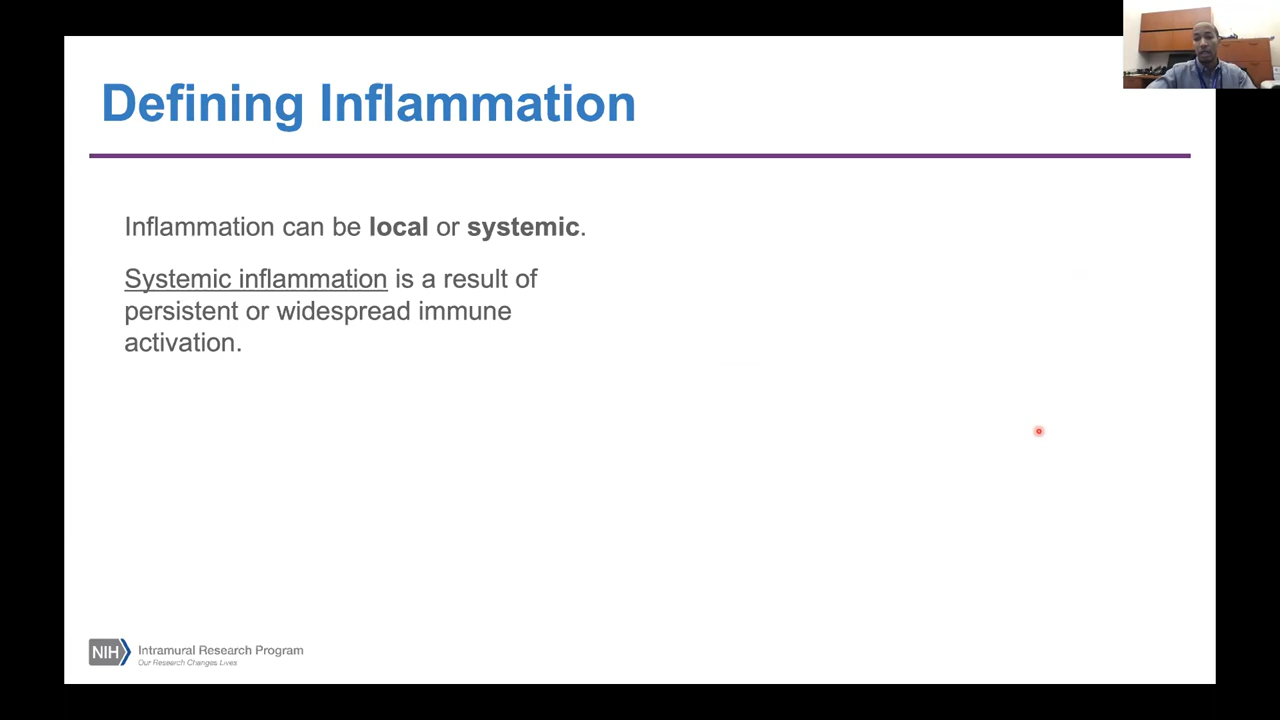 Defining Inflammation
Inflammation can be local or systemic.
Systemic inflammation is a result of
persistent or widespread immune
activation.
NIH
Intramural Research Program
Our Research Changes Lives